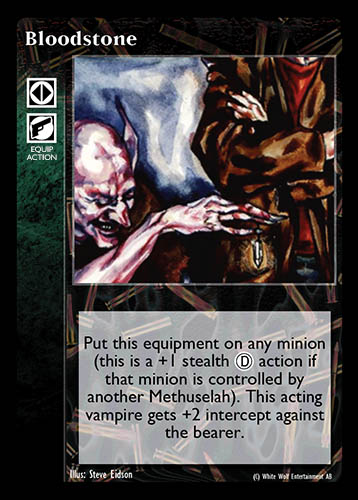 Bloodstone
EQUIP
ACTION
Put this equipment on any minion
(this is a +1 stealth Ⓓ action if
that minion is controlled by
another Methuselah). This acting
vampire gets +2 intercept against
the bearer.
Illus: Steve Eidson
(C) White Wolf Entertainment AB